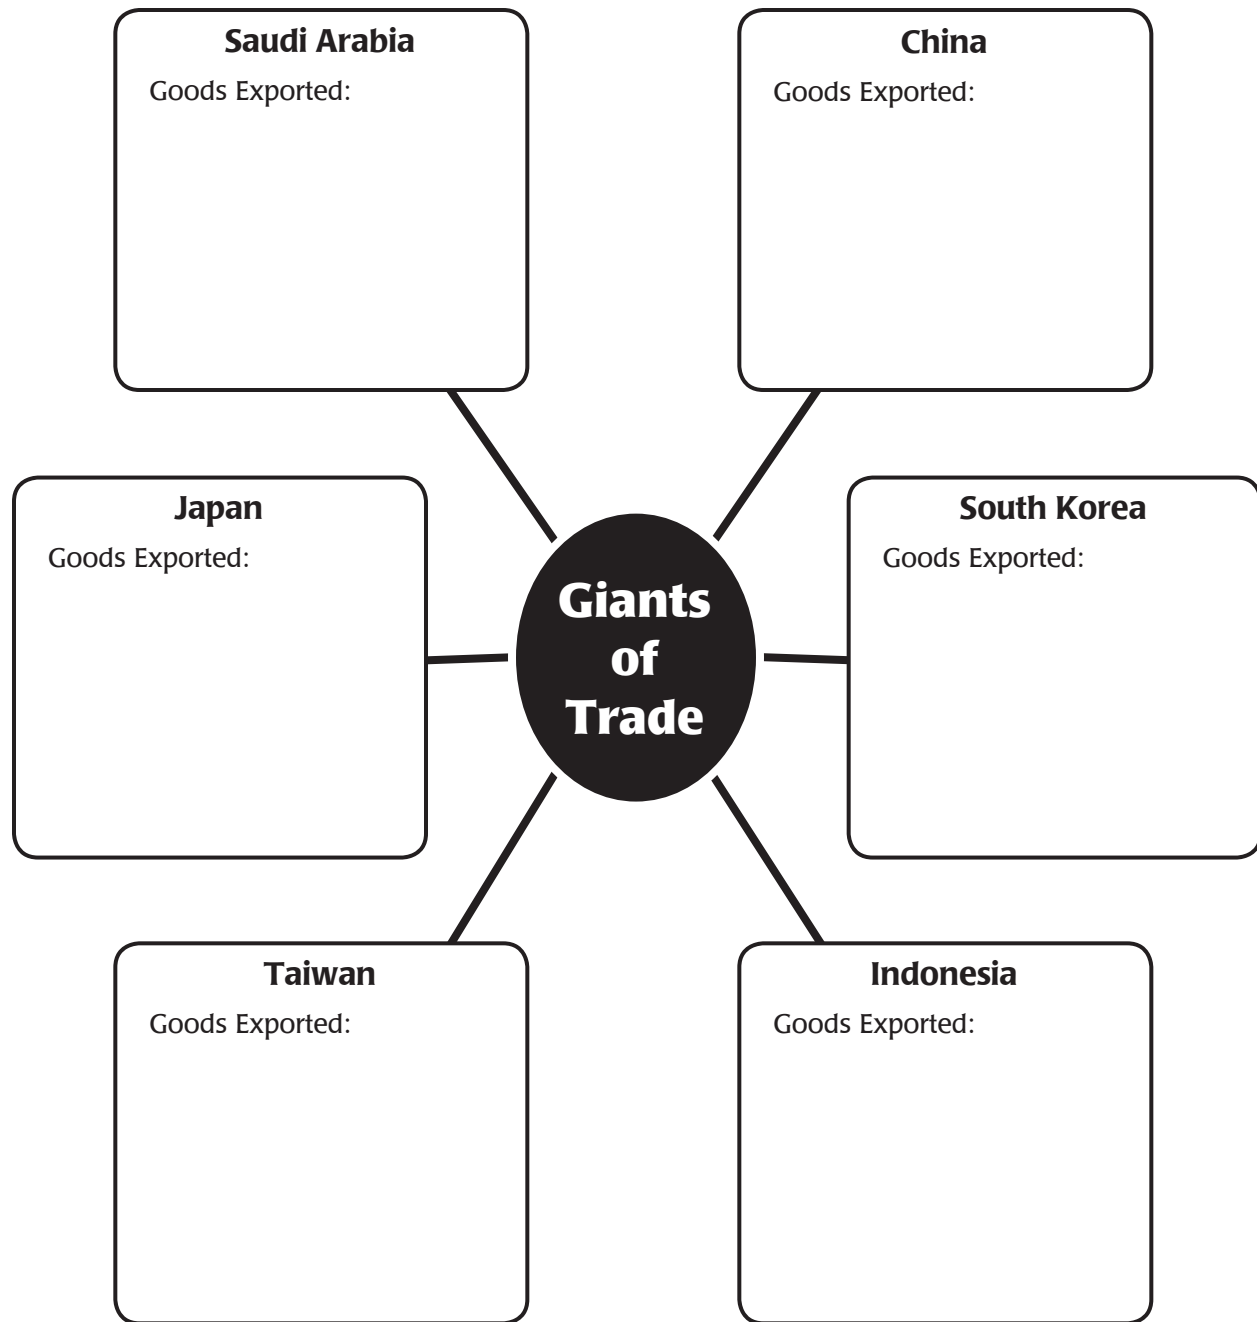 Saudi Arabia
Goods Exported:
China
Goods Exported:
Japan
Goods Exported:
Giants
of
Trade
South Korea
Goods Exported:
Taiwan
Goods Exported:
Indonesia
Goods Exported: